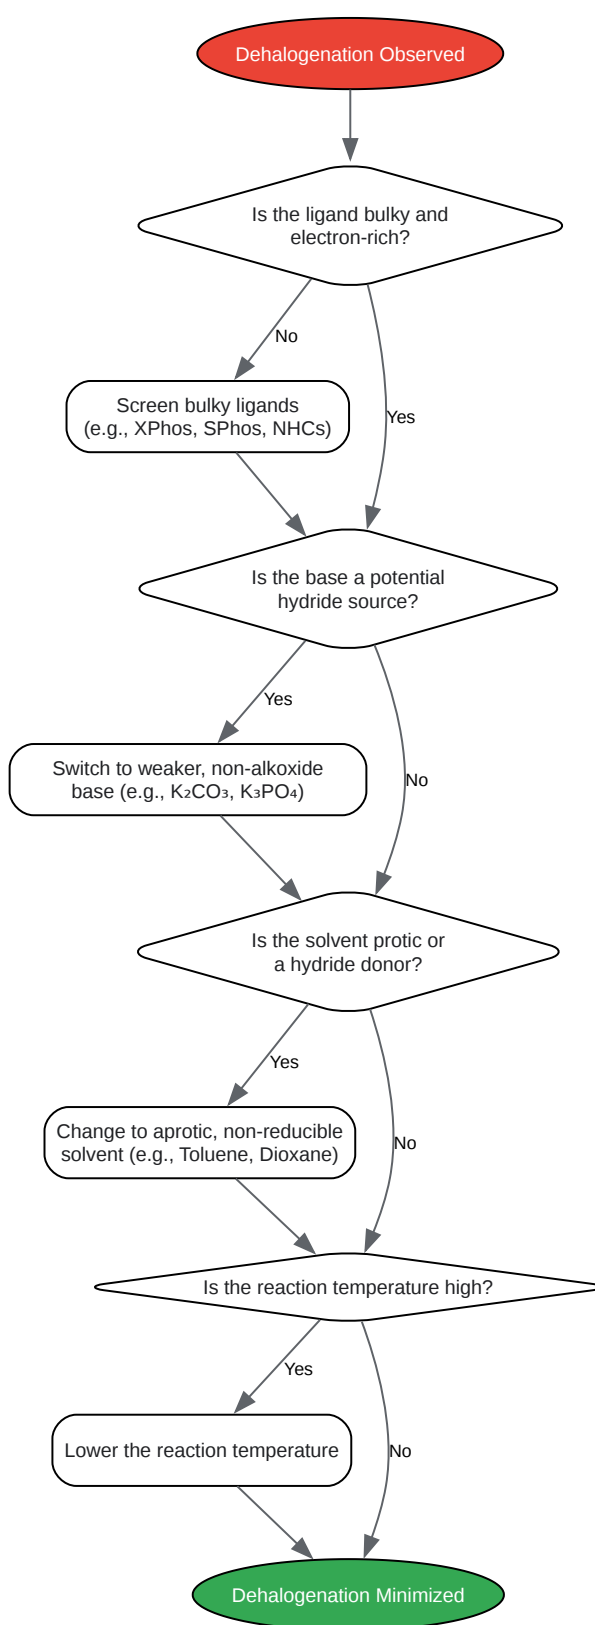 Dehalogenation Observed
Is the ligand bulky and
electron-rich?
No
Screen bulky ligands
(e.g., XPhos, SPhos, NHCs)
Yes
Is the base a potential
hydride source?
Yes
Switch to weaker, non-alkoxide
base (e.g., K₂CO₃, K₃PO₄)
No
Is the solvent protic or
a hydride donor?
Yes
Change to aprotic, non-reducible
solvent (e.g., Toluene, Dioxane)
No
Is the reaction temperature high?
Yes
Lower the reaction temperature
No
Dehalogenation Minimized